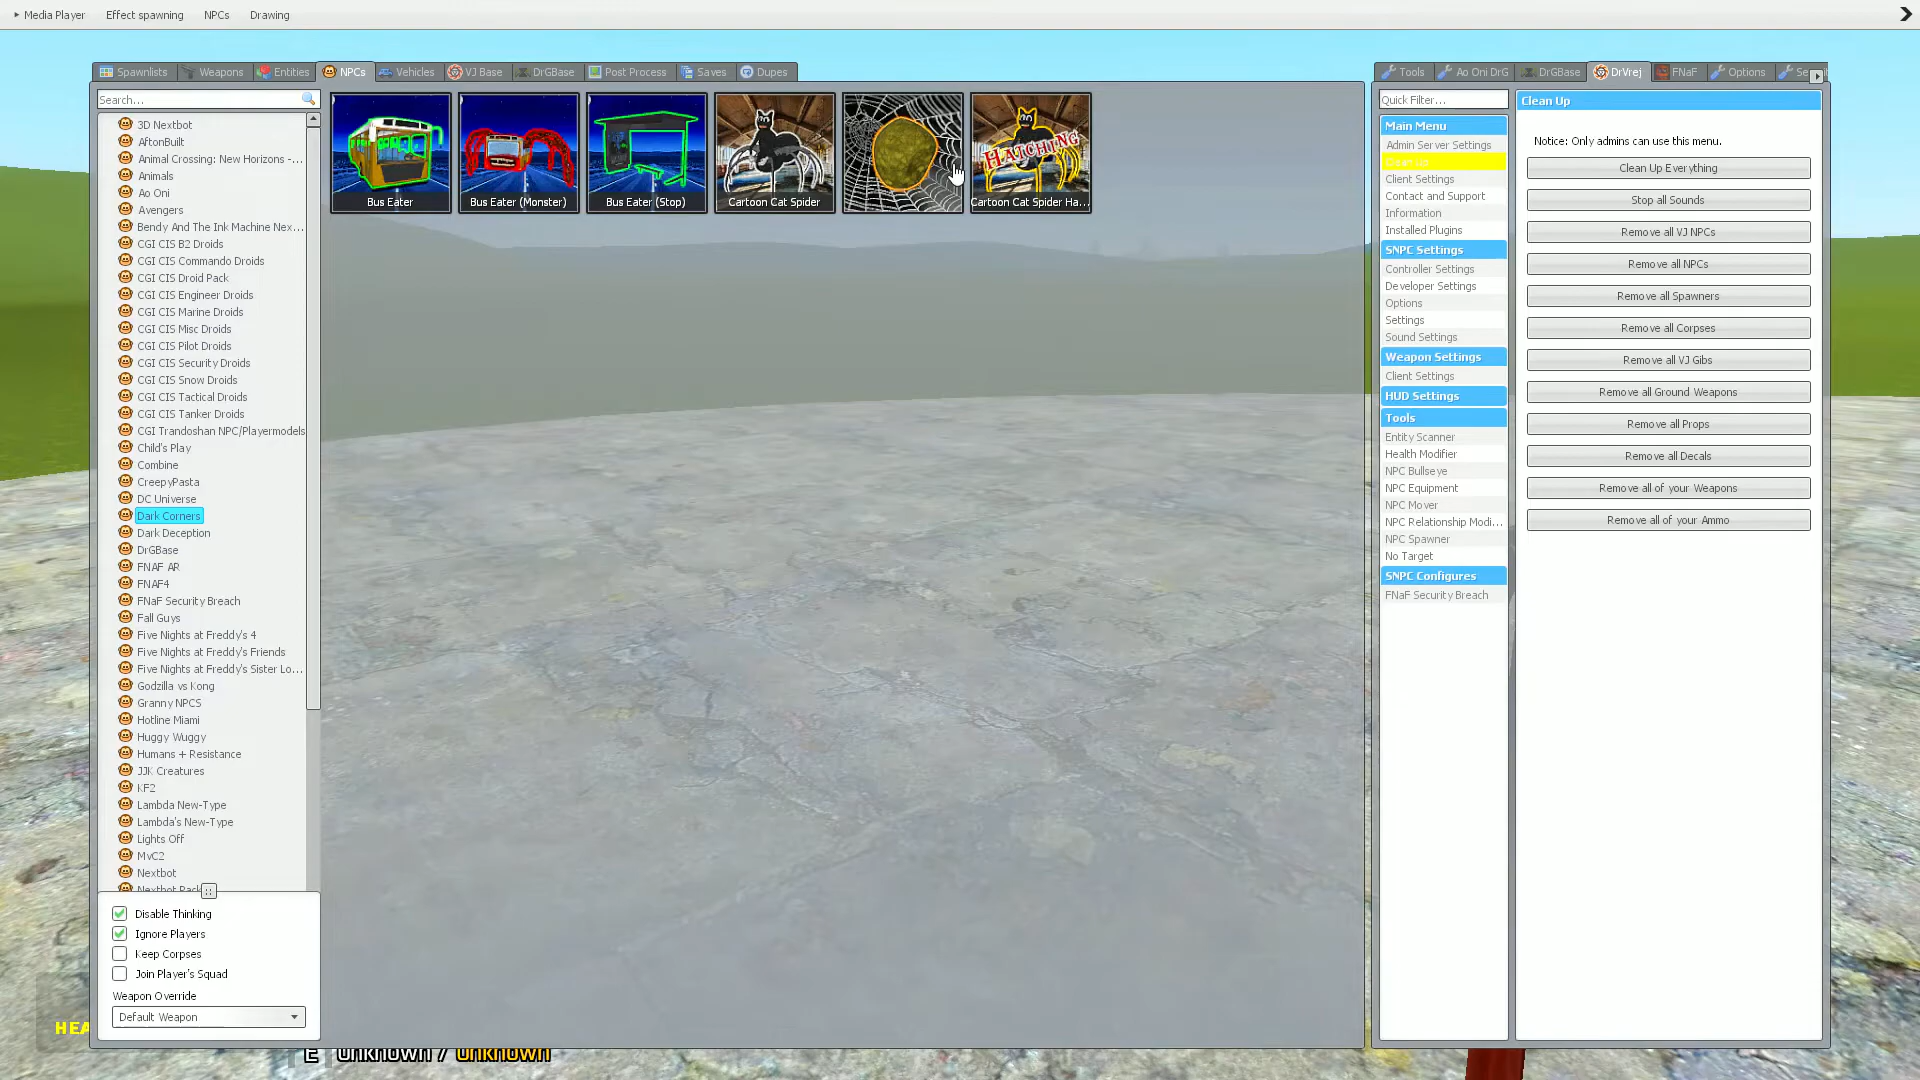 Media Player
Effect spawning
NPCs
Drawing
Spawnlists
Weapons
Entities
NPCs
Vehicles
VJ Base
DrGBase
Post Process
Saves
Dupes
Search...
3D Nextbot
AftonBuilt
Animal Crossing: New Horizons -...
Animals
Ao Oni
Avengers
Bendy And The Ink Machine Nex...
CGI CIS B2 Droids
CGI CIS Commando Droids
CGI CIS Droid Pack
CGI CIS Engineer Droids
CGI CIS Marine Droids
CGI CIS Misc Droids
CGI CIS Pilot Droids
CGI CIS Security Droids
CGI CIS Snow Droids
CGI CIS Tactical Droids
CGI CIS Tanker Droids
CGI Trandoshan NPC/Playermodels
Child's Play
Combine
CreepyPasta
DC Universe
Dark Corners
Dark Deception
DrGBase
FNAF AR
FNAF4
FNaF Security Breach
Fall Guys
Five Nights at Freddy's 4
Five Nights at Freddy's Friends
Five Nights at Freddy's Sister Lo...
Godzilla vs Kong
Granny NPCS
Hotline Miami
Huggy Wuggy
Humans + Resistance
JJK Creatures
KF2
Lambda New-Type
Lambda's New-Type
Lights Off
MvC2
Nextbot
Nextbot Pack
Disable Thinking
Ignore Players
Keep Corpses
Join Player's Squad
Weapon Override
Default Weapon
Bus Eater
Bus Eater (Monster)
Bus Eater (Stop)
Cartoon Cat Spider
HATCHING
Cartoon Cat Spider Ha...
Tools
Ao Oni DrG
DrGBase
DrVrej
FNaF
Options
Quick Filter...
Main Menu
Admin Server Settings
Clean Up
Client Settings
Contact and Support
Information
Installed Plugins
SNPC Settings
Controller Settings
Developer Settings
Options
Settings
Sound Settings
Weapon Settings
Client Settings
HUD Settings
Tools
Entity Scanner
Health Modifier
NPC Bullseye
NPC Equipment
NPC Mover
NPC Relationship Modi...
NPC Spawner
No Target
SNPC Configures
FNaF Security Breach
Clean Up
Notice: Only admins can use this menu.
Clean Up Everything
Stop all Sounds
Remove all VJ NPCs
Remove all NPCs
Remove all Spawners
Remove all Corpses
Remove all VJ Gibs
Remove all Ground Weapons
Remove all Props
Remove all Decals
Remove all of your Weapons
Remove all of your Ammo
HEA
E unknown / unknown